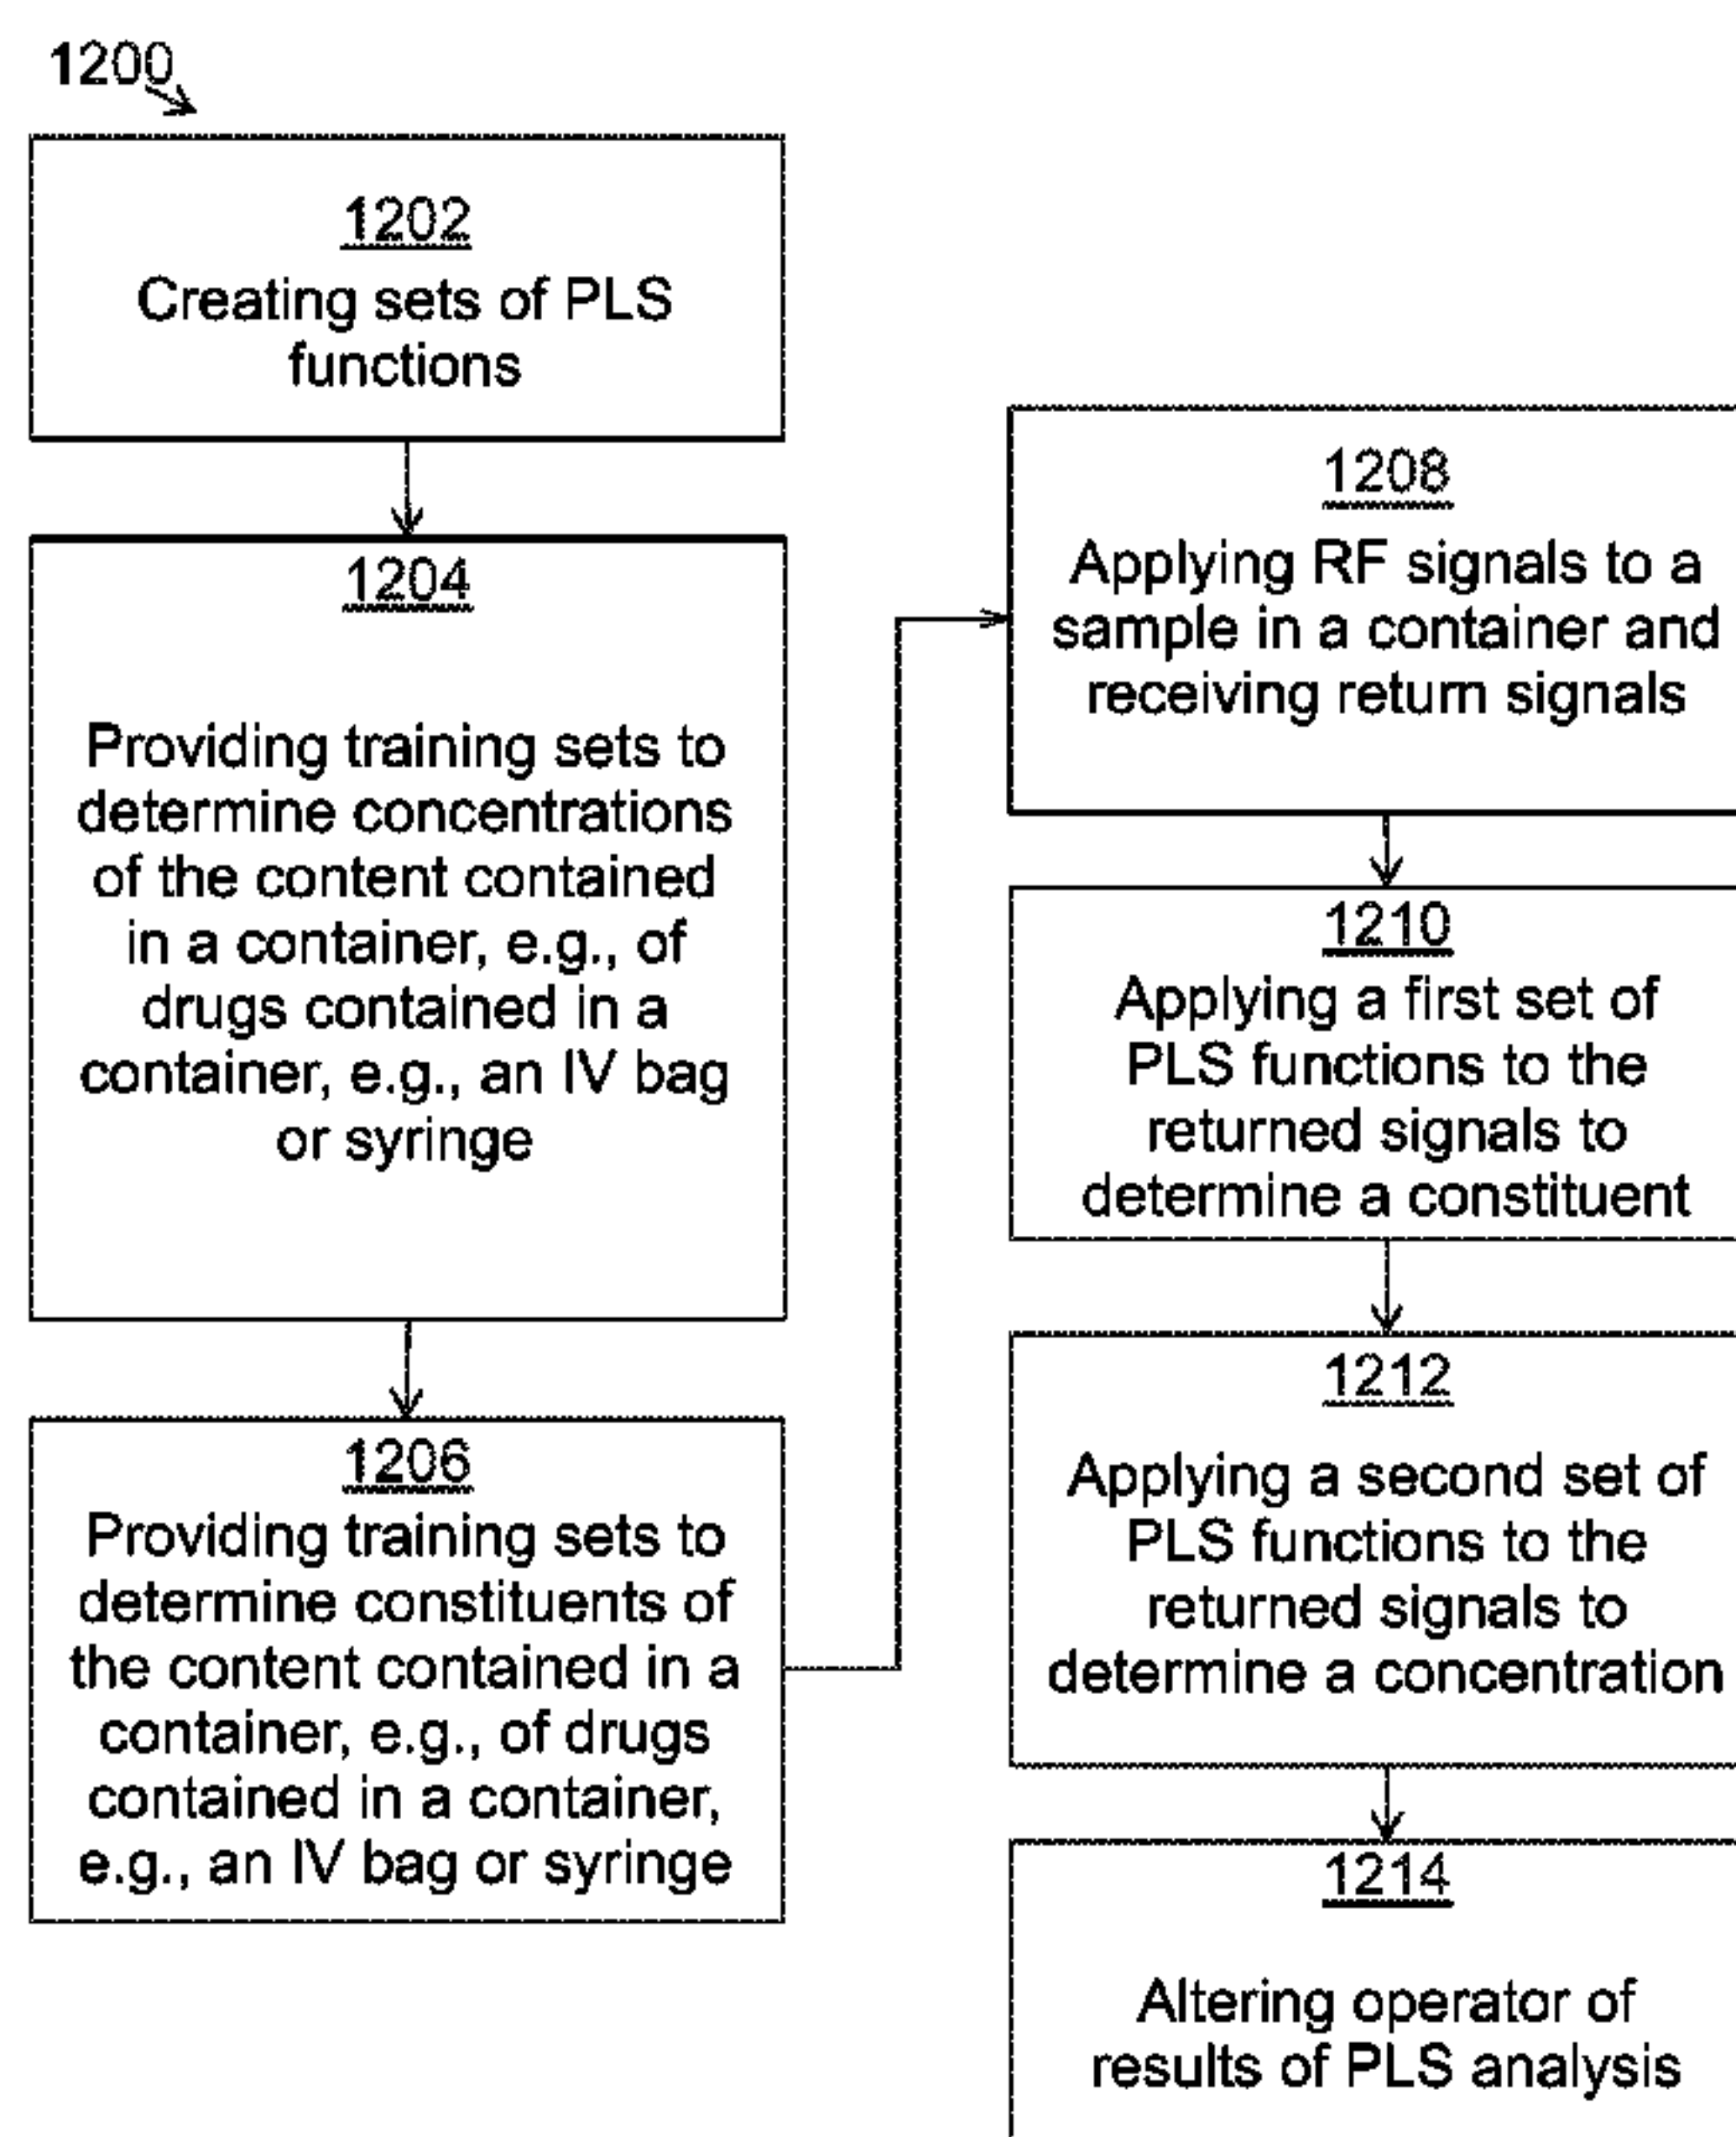 1200
1202
Creating sets of PLS
functions
1204
Providing training sets to
determine concentrations
of the content contained
in a container, e.g., of
drugs contained in a
container, e.g., an IV bag
or syringe
1206
Providing training sets to
determine constituents of
the content contained in a
container, e.g., of drugs
contained in a container,
e.g., an IV bag or syringe
1208
Applying RF signals to a
sample in a container and
receiving return signals
1210
Applying a first set of
PLS functions to the
returned signals to
determine a constituent
1212
Applying a second set of
PLS functions to the
returned signals to
determine a concentration
1214
Altering operator of
results of PLS analysis